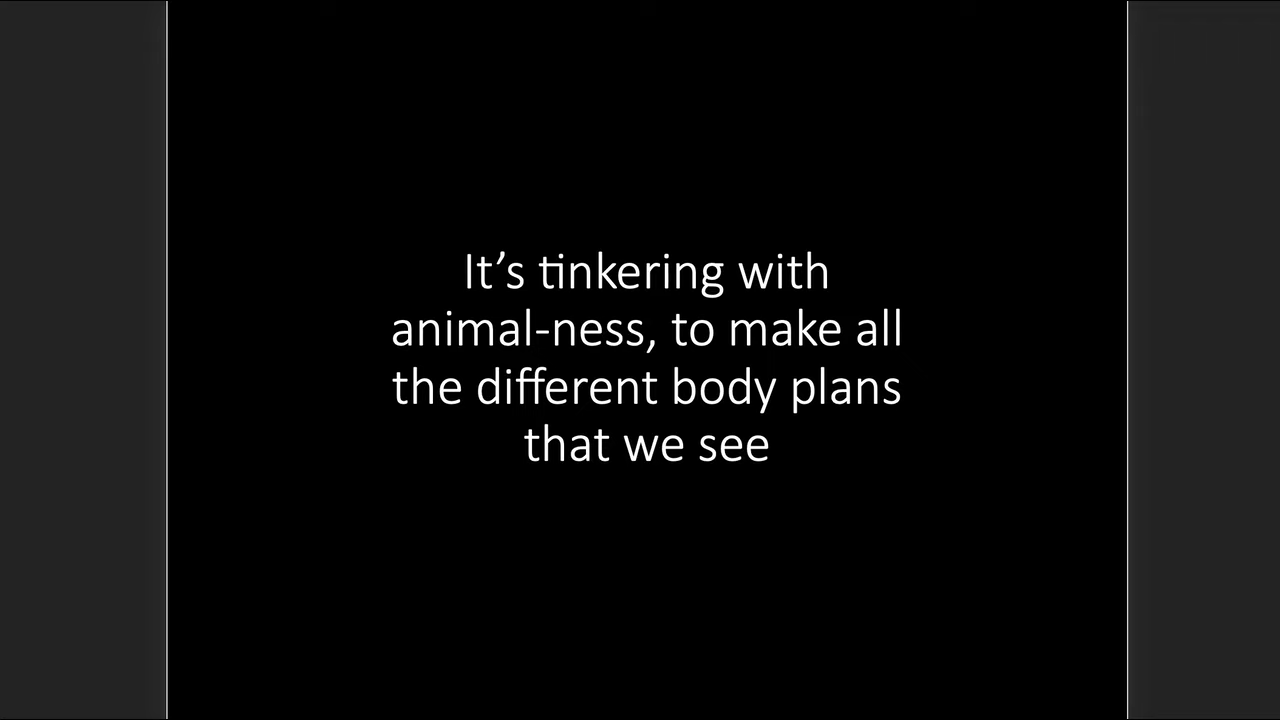 It’s tinkering with
animal-ness, to make all
the different body plans
that we see